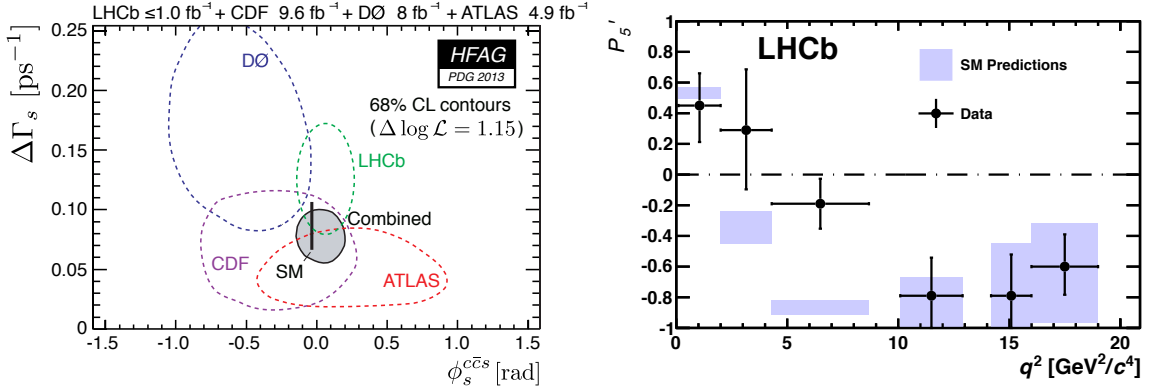 LHCb ≤1.0 fb⁻¹ + CDF 9.6 fb⁻¹ + DØ 8 fb⁻¹ + ATLAS 4.9 fb⁻¹
0.25
0.20
0.15
0.10
0.05
0
ΔΓ_s [ps⁻¹]
DØ
HFAG
PDG 2013
68% CL contours
(Δ log ℒ = 1.15)
LHCb
Combined
CDF
SM
ATLAS
-1.5 -1.0 -0.5 0.0 0.5 1.0 1.5
ϕ_s^{cc̄s} [rad]
P₅'
1
0.8
0.6
0.4
0.2
0
-0.2
-0.4
-0.6
-0.8
-1
LHCb
SM Predictions
Data
0 5 10 15 20
q² [GeV²/c⁴]